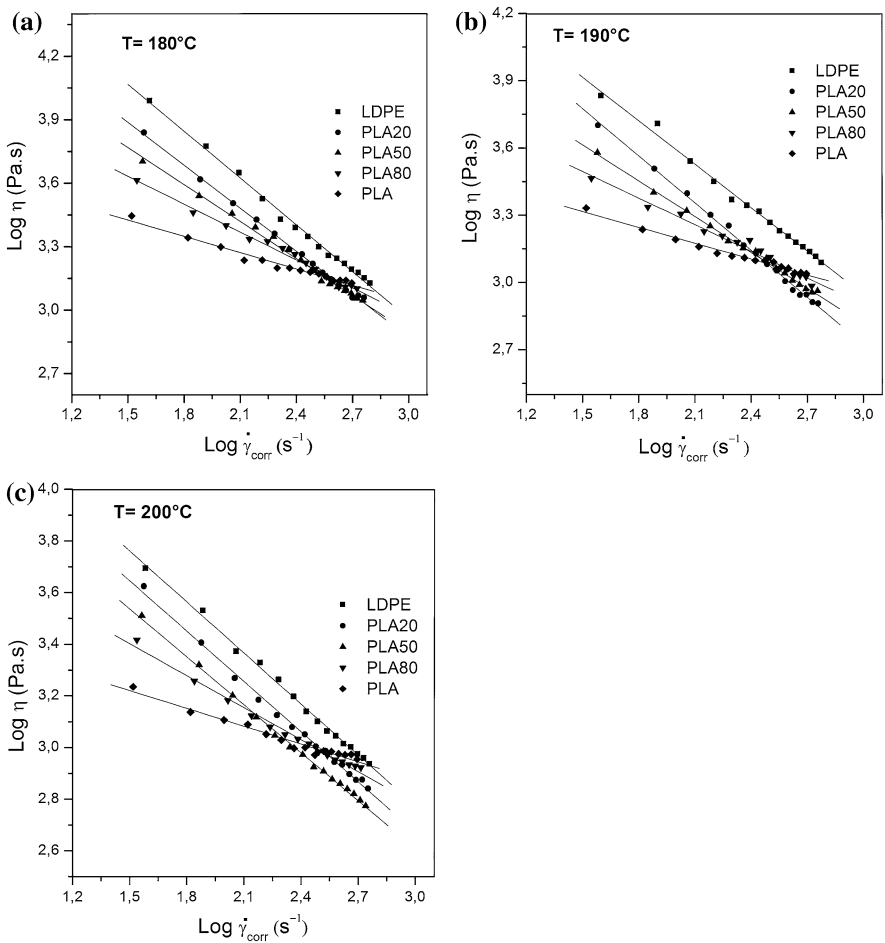 (a)
T= 180°C
4,2
3,9
3,6
3,3
3,0
2,7
Log η (Pa.s)
LDPE
PLA20
PLA50
PLA80
PLA
1,2 1,5 1,8 2,1 2,4 2,7 3,0
Log γ̇corr (s⁻¹)
(b)
T= 190°C
3,9
3,6
3,3
3,0
2,7
Log η (Pa.s)
LDPE
PLA20
PLA50
PLA80
PLA
1,2 1,5 1,8 2,1 2,4 2,7 3,0
Log γ̇corr (s⁻¹)
(c)
T= 200°C
4,0
3,8
3,6
3,4
3,2
3,0
2,8
2,6
Log η (Pa.s)
LDPE
PLA20
PLA50
PLA80
PLA
1,2 1,5 1,8 2,1 2,4 2,7 3,0
Log γ̇corr (s⁻¹)